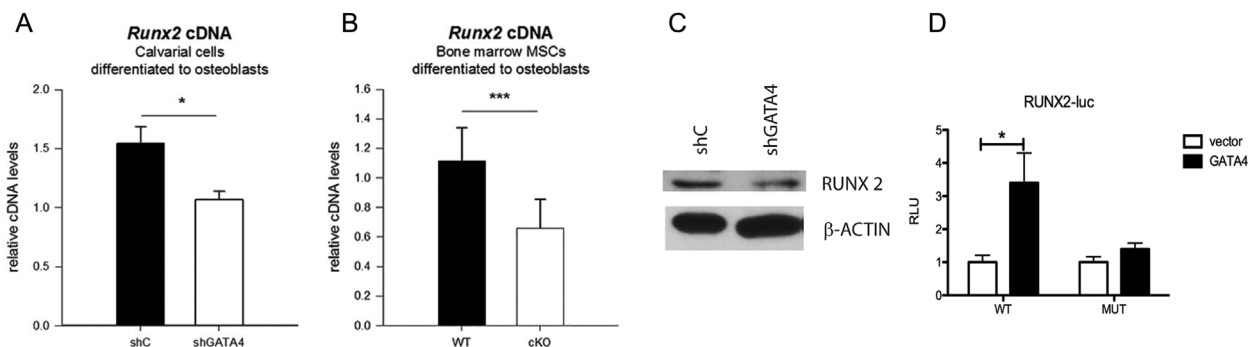 A
Runx2 cDNA
Calvarial cells
differentiated to osteoblasts
relative cDNA levels
2.0
1.5
1.0
0.5
0.0
*
shC
shGATA4
B
Runx2 cDNA
Bone marrow MSCs
differentiated to osteoblasts
relative cDNA levels
1.6
1.4
1.2
1.0
0.8
0.6
0.4
0.2
0.0
***
WT
cKO
C
shC
shGATA4
RUNX 2
β-ACTIN
D
RUNX2-luc
RLU
5
4
3
2
1
0
*
WT
MUT
vector
GATA4